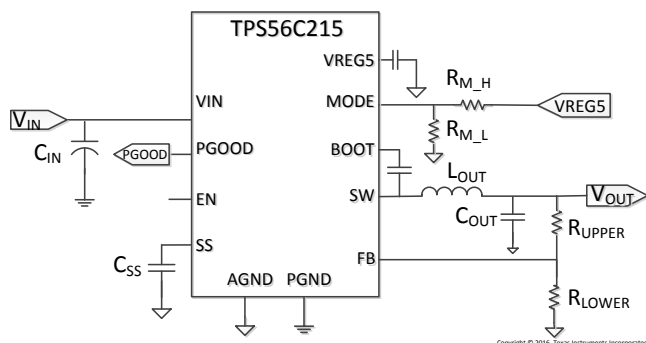 TPS56C215
VREG5
VIN
MODE
R_M_H
VREG5
V_IN
C_IN
PGOOD
PGOOD
R_M_L
BOOT
L_OUT
EN
SW
V_OUT
C_OUT
R_UPPER
SS
C_SS
FB
AGND
PGND
R_LOWER
Copyright © 2016, Texas Instruments Incorporated